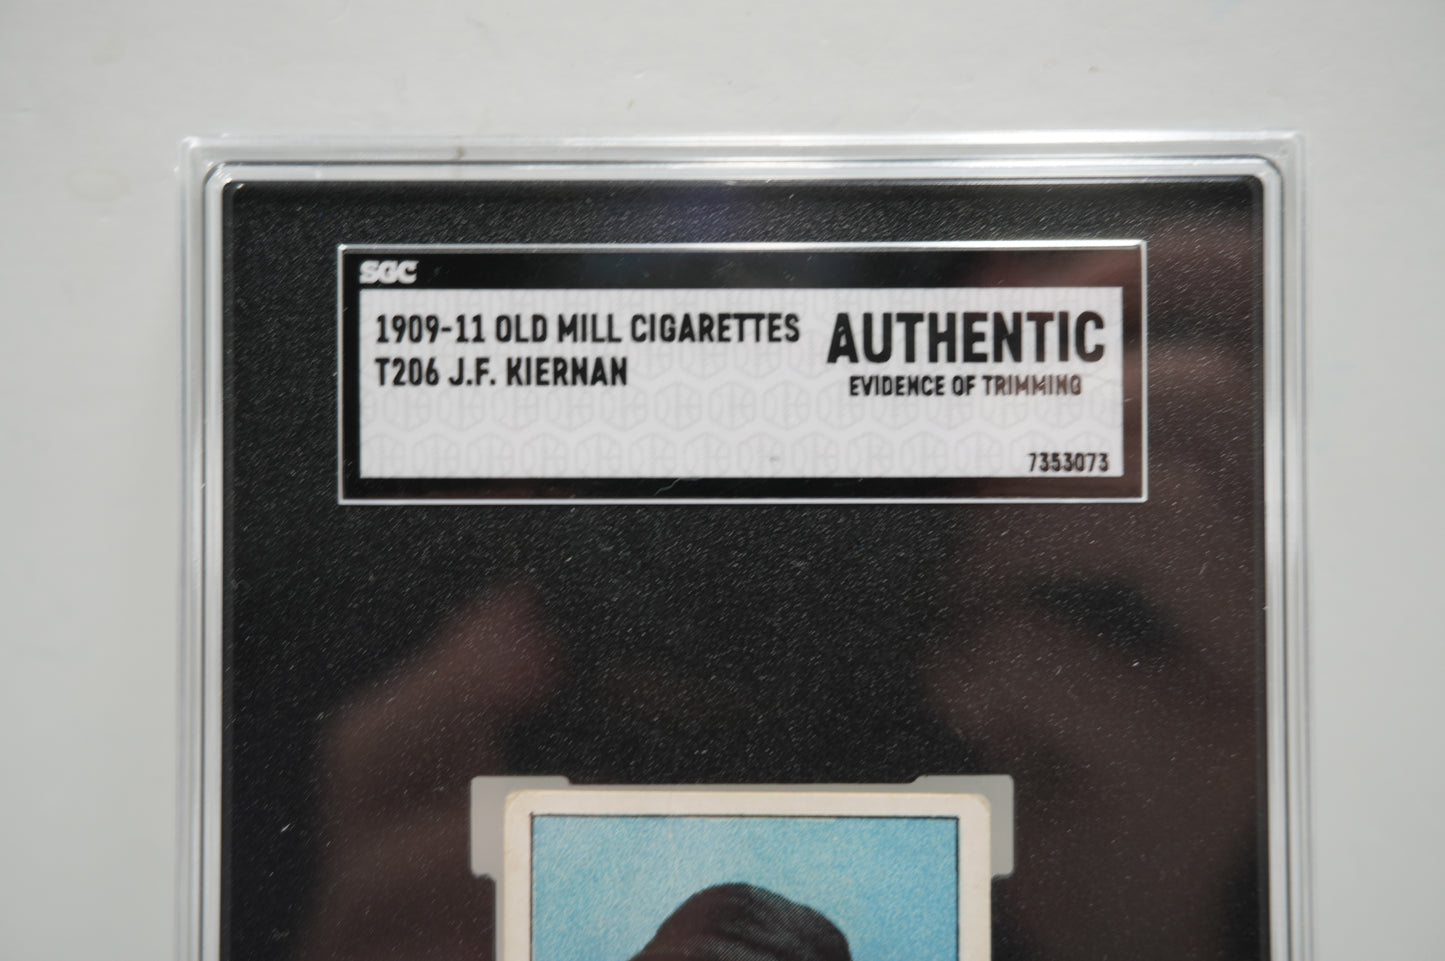 SGC
1909-11 OLD MILL CIGARETTES
T206 J.F. KIERNAN
AUTHENTIC
EVIDENCE OF TRIMMING
7353073